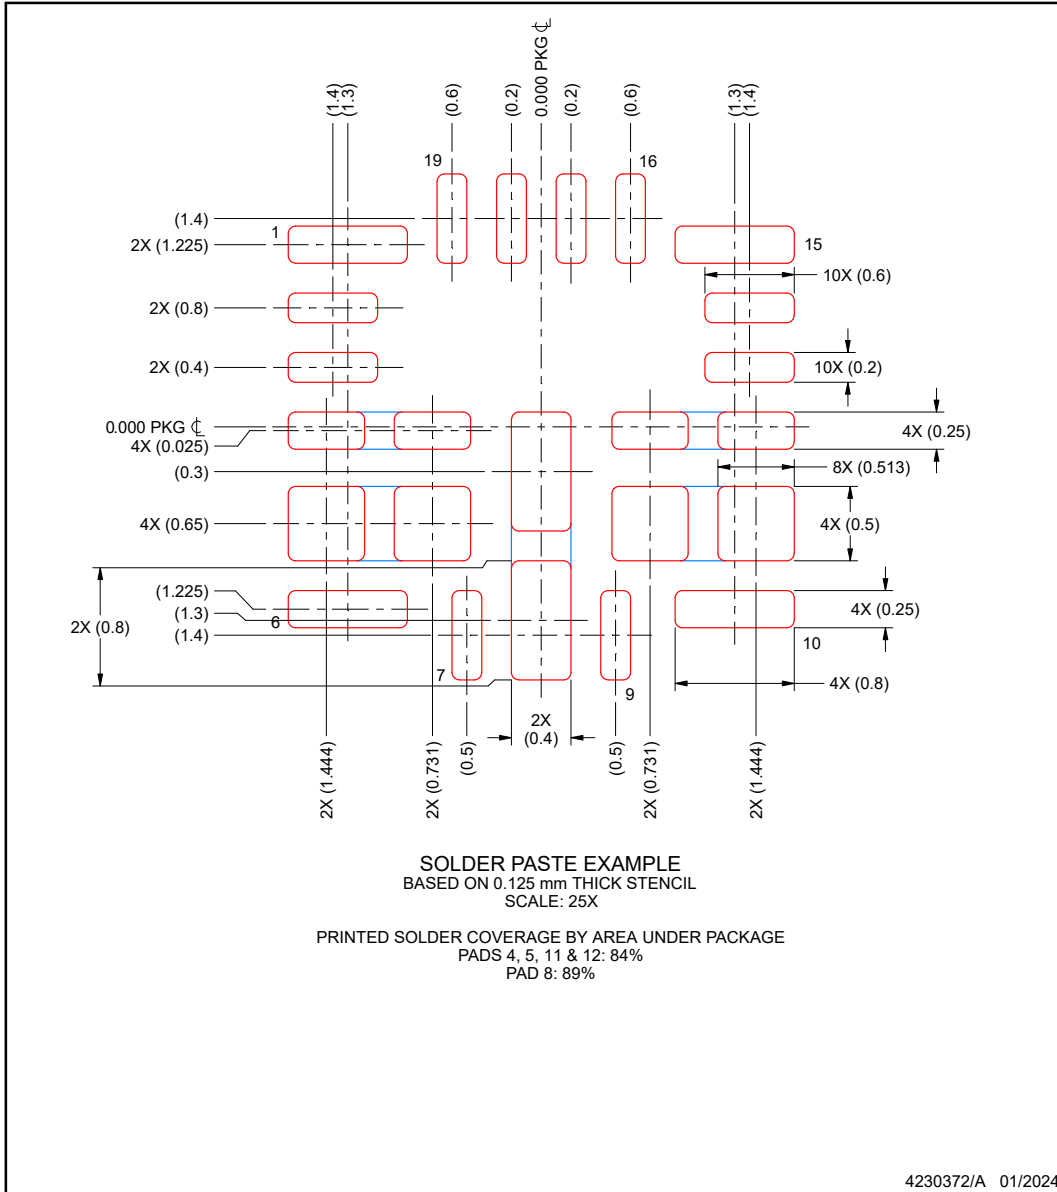 0.000 PKG ℄
(1.4)
(1.3)
(0.6)
(0.2)
(0.2)
(0.6)
(1.3)
(1.4)
19
16
(1.4)
1
2X (1.225)
15
10X (0.6)
2X (0.8)
2X (0.4)
10X (0.2)
0.000 PKG ℄
4X (0.025)
4X (0.25)
(0.3)
8X (0.513)
4X (0.65)
4X (0.5)
(1.225)
(1.3)
(1.4)
2X (0.8)
6
4X (0.25)
10
7
9
4X (0.8)
2X
(0.4)
2X (1.444)
2X (0.731)
(0.5)
(0.5)
2X (0.731)
2X (1.444)
SOLDER PASTE EXAMPLE
BASED ON 0.125 mm THICK STENCIL
SCALE: 25X
PRINTED SOLDER COVERAGE BY AREA UNDER PACKAGE
PADS 4, 5, 11 & 12: 84%
PAD 8: 89%
4230372/A 01/2024